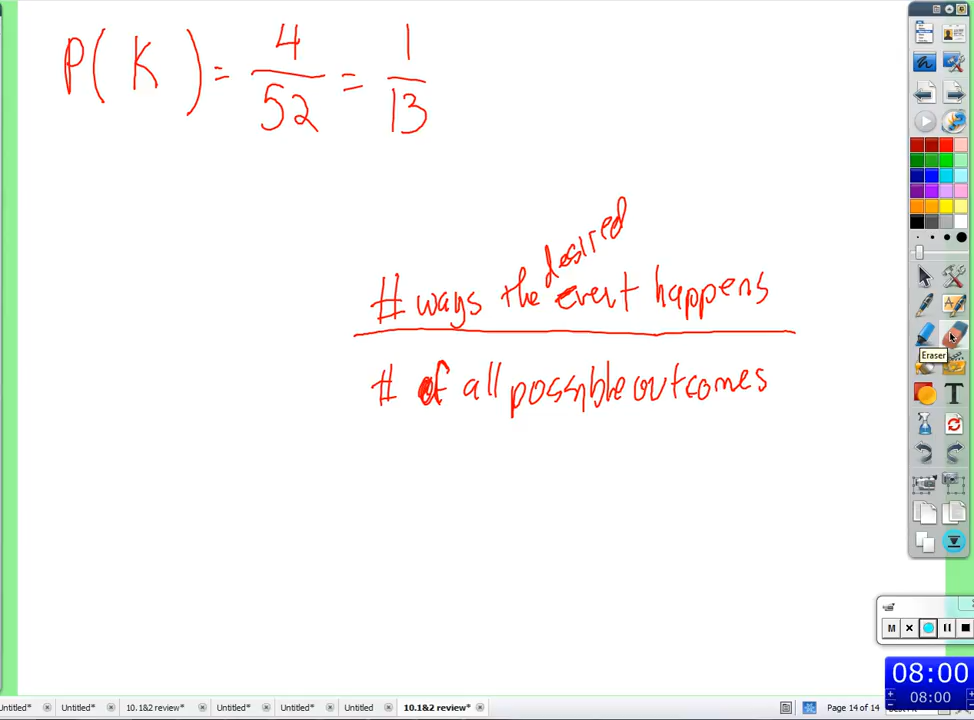 P( K ) = 4/52 = 1/13
desired
# ways the event happens
# of all possible outcomes
Eraser
M
T
08:00
08:00
Untitled* Untitled* 10.1&2 review* Untitled* Untitled* Untitled 10.1&2 review* Page 14 of 14